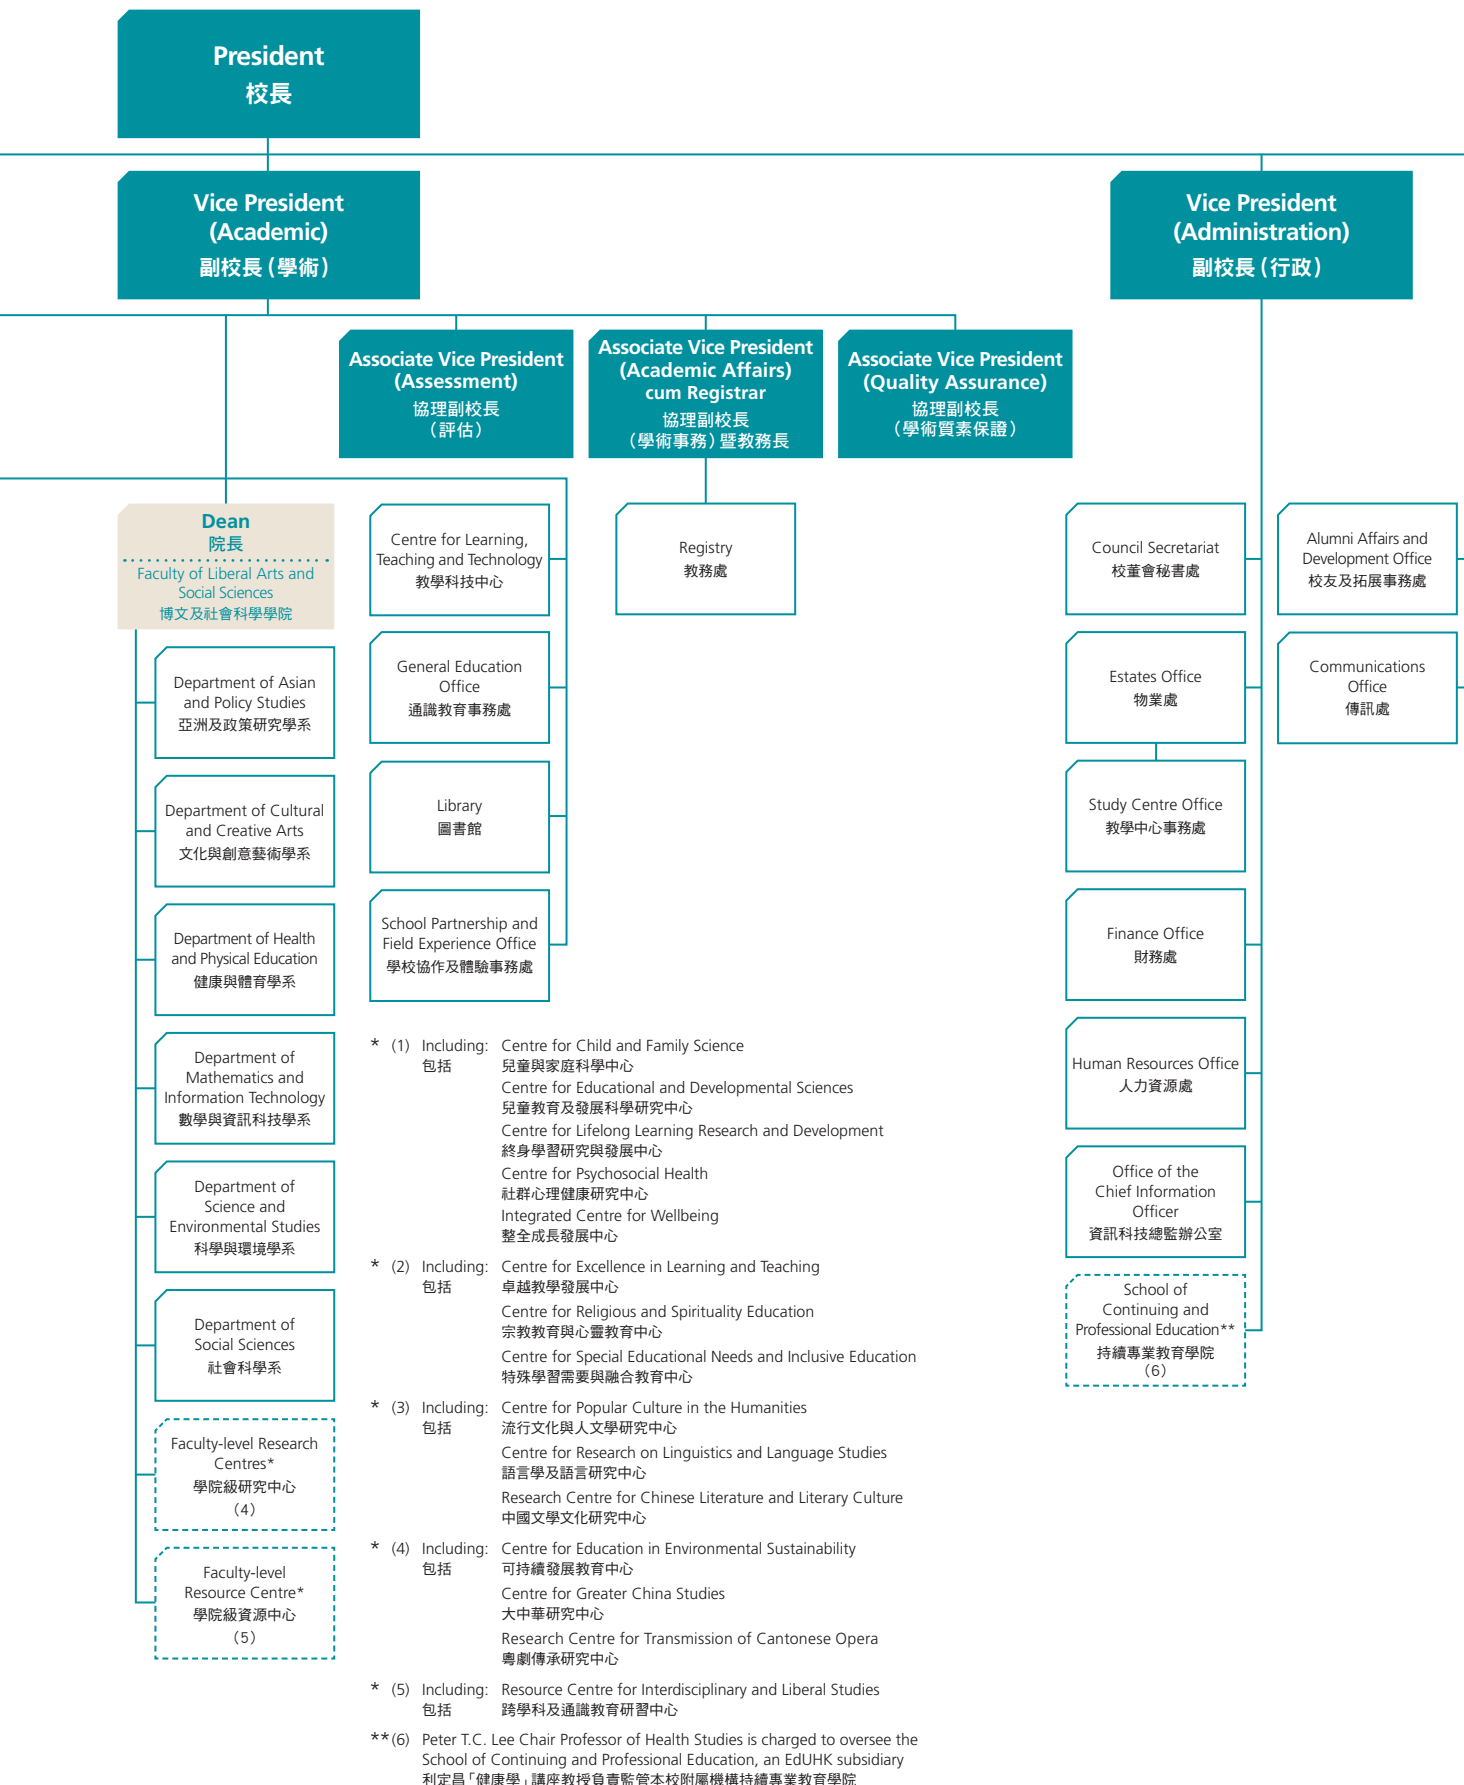 President
校長
Vice President
(Academic)
副校長（學術）
Vice President
(Administration)
副校長（行政）
Associate Vice President
(Assessment)
協理副校長
（評估）
Associate Vice President
(Academic Affairs)
cum Registrar
協理副校長
（學術事務）暨教務長
Associate Vice President
(Quality Assurance)
協理副校長
（學術質素保證）
Dean
院長
Faculty of Liberal Arts and
Social Sciences
博文及社會科學學院
Department of Asian
and Policy Studies
亞洲及政策研究學系
Department of Cultural
and Creative Arts
文化與創意藝術學系
Department of Health
and Physical Education
健康與體育學系
Department of
Mathematics and
Information Technology
數學與資訊科技學系
Department of
Science and
Environmental Studies
科學與環境學系
Department of
Social Sciences
社會科學系
Faculty-level Research
Centres*
學院級研究中心
（4）
Faculty-level
Resource Centre*
學院級資源中心
（5）
Centre for Learning,
Teaching and Technology
教學科技中心
General Education
Office
通識教育事務處
Library
圖書館
School Partnership and
Field Experience Office
學校協作及體驗事務處
Registry
教務處
Council Secretariat
校董會秘書處
Estates Office
物業處
Study Centre Office
教學中心事務處
Finance Office
財務處
Human Resources Office
人力資源處
Office of the
Chief Information
Officer
資訊科技總監辦公室
School of
Continuing and
Professional Education**
持續專業教育學院
（6）
Alumni Affairs and
Development Office
校友及拓展事務處
Communications
Office
傳訊處
* (1) Including: Centre for Child and Family Science
包括 兒童與家庭科學中心
Centre for Educational and Developmental Sciences
兒童教育及發展科學研究中心
Centre for Lifelong Learning Research and Development
終身學習研究與發展中心
Centre for Psychosocial Health
社群心理健康研究中心
Integrated Centre for Wellbeing
整全成長發展中心
* (2) Including: Centre for Excellence in Learning and Teaching
包括 卓越教學發展中心
Centre for Religious and Spirituality Education
宗教教育與心靈教育中心
Centre for Special Educational Needs and Inclusive Education
特殊學習需要與融合教育中心
* (3) Including: Centre for Popular Culture in the Humanities
包括 流行文化與人文學研究中心
Centre for Research on Linguistics and Language Studies
語言學及語言研究中心
Research Centre for Chinese Literature and Literary Culture
中國文學文化研究中心
* (4) Including: Centre for Education in Environmental Sustainability
包括 可持續發展教育中心
Centre for Greater China Studies
大中華研究中心
Research Centre for Transmission of Cantonese Opera
粵劇傳承研究中心
* (5) Including: Resource Centre for Interdisciplinary and Liberal Studies
包括 跨學科及通識教育研習中心
**(6) Peter T.C. Lee Chair Professor of Health Studies is charged to oversee the
School of Continuing and Professional Education, an EdUHK subsidiary
利定昌「健康學」講座教授負責監管本校附屬機構持續專業教育學院